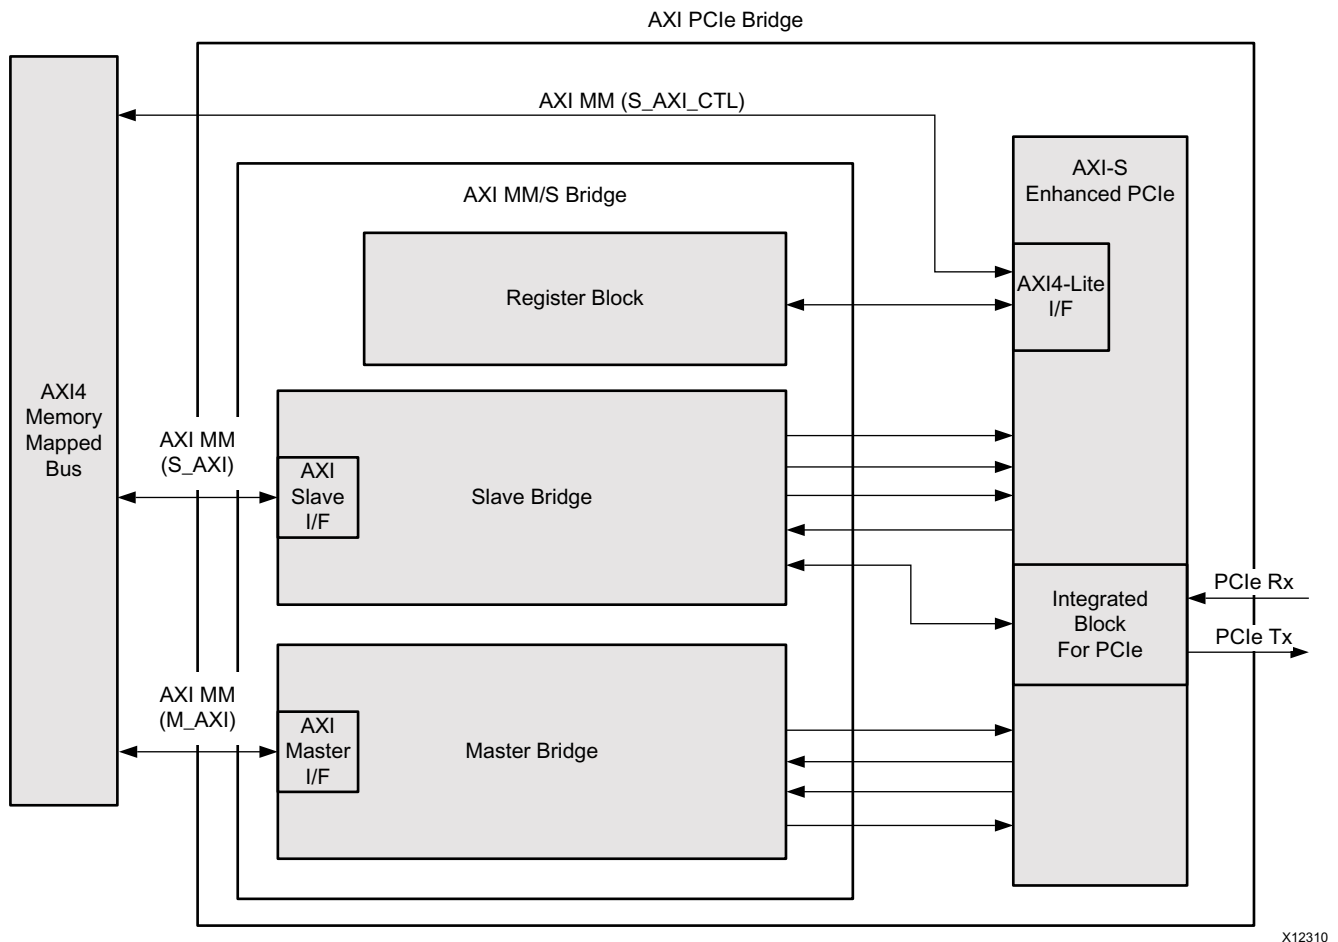 AXI PCIe Bridge
AXI MM (S_AXI_CTL)
AXI-S
Enhanced PCIe
AXI MM/S Bridge
Register Block
AXI4-Lite
I/F
AXI4
Memory
Mapped
Bus
AXI MM
(S_AXI)
AXI
Slave
I/F
Slave Bridge
Integrated
Block
For PCIe
PCIe Rx
PCIe Tx
AXI MM
(M_AXI)
AXI
Master
I/F
Master Bridge
X12310